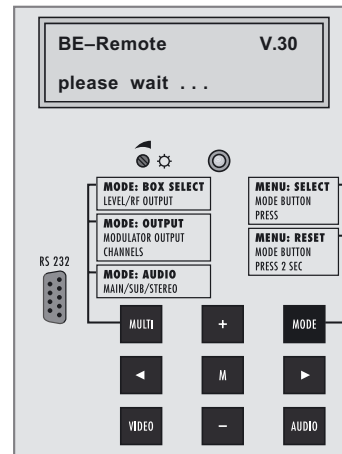 BE–Remote V.30
please wait . . .
MODE: BOX SELECT
LEVEL/RF OUTPUT
MODE: OUTPUT
MODULATOR OUTPUT
CHANNELS
MODE: AUDIO
MAIN/SUB/STEREO
MENU: SELECT
MODE BUTTON
PRESS
MENU: RESET
MODE BUTTON
PRESS 2 SEC
RS 232
MULTI + MODE
◄ M ►
VIDEO – AUDIO